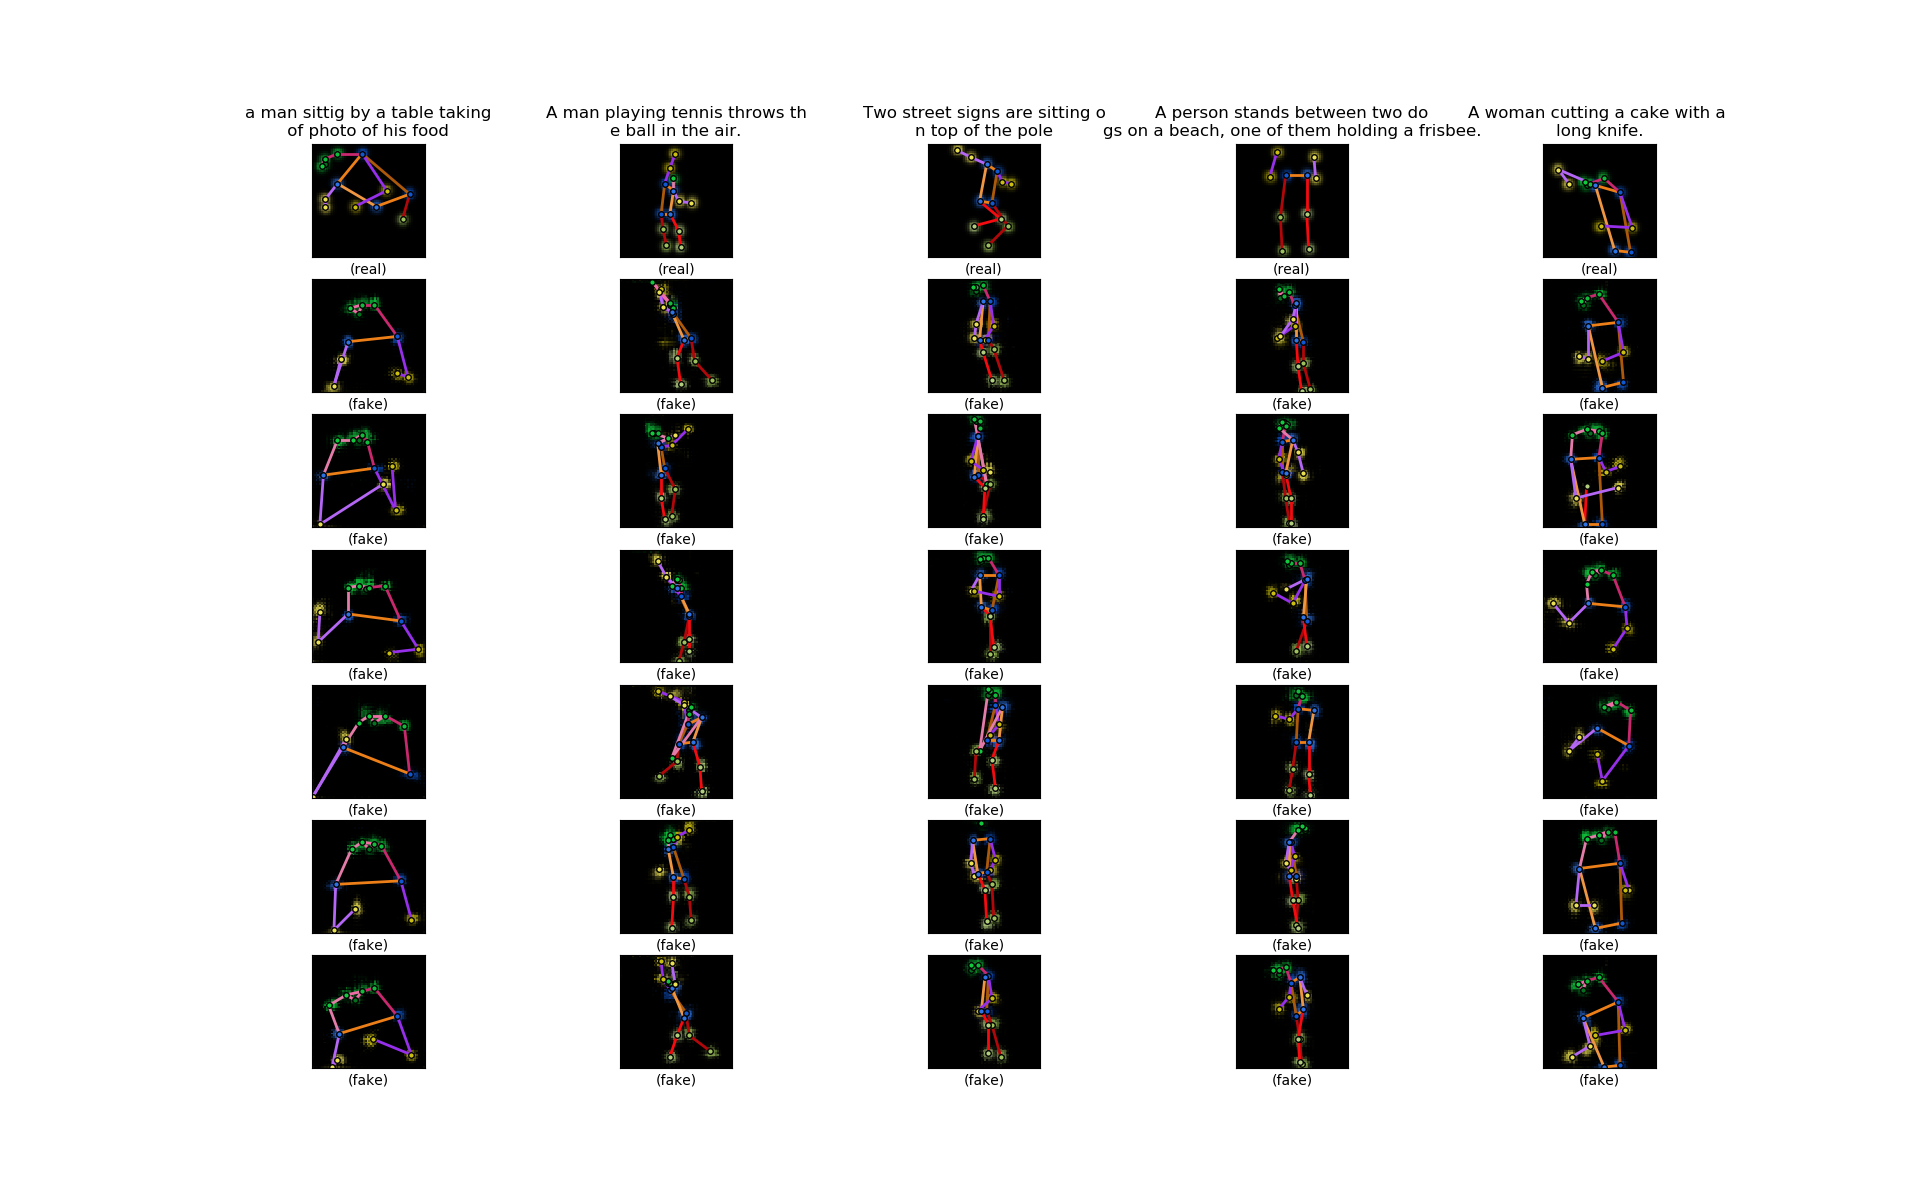 a man sittig by a table taking
of photo of his food
A man playing tennis throws th
e ball in the air.
Two street signs are sitting o
n top of the pole
A person stands between two do
gs on a beach, one of them holding a frisbee.
A woman cutting a cake with a
long knife.
(real) (real) (real) (real) (real)
(fake) (fake) (fake) (fake) (fake)
(fake) (fake) (fake) (fake) (fake)
(fake) (fake) (fake) (fake) (fake)
(fake) (fake) (fake) (fake) (fake)
(fake) (fake) (fake) (fake) (fake)
(fake) (fake) (fake) (fake) (fake)